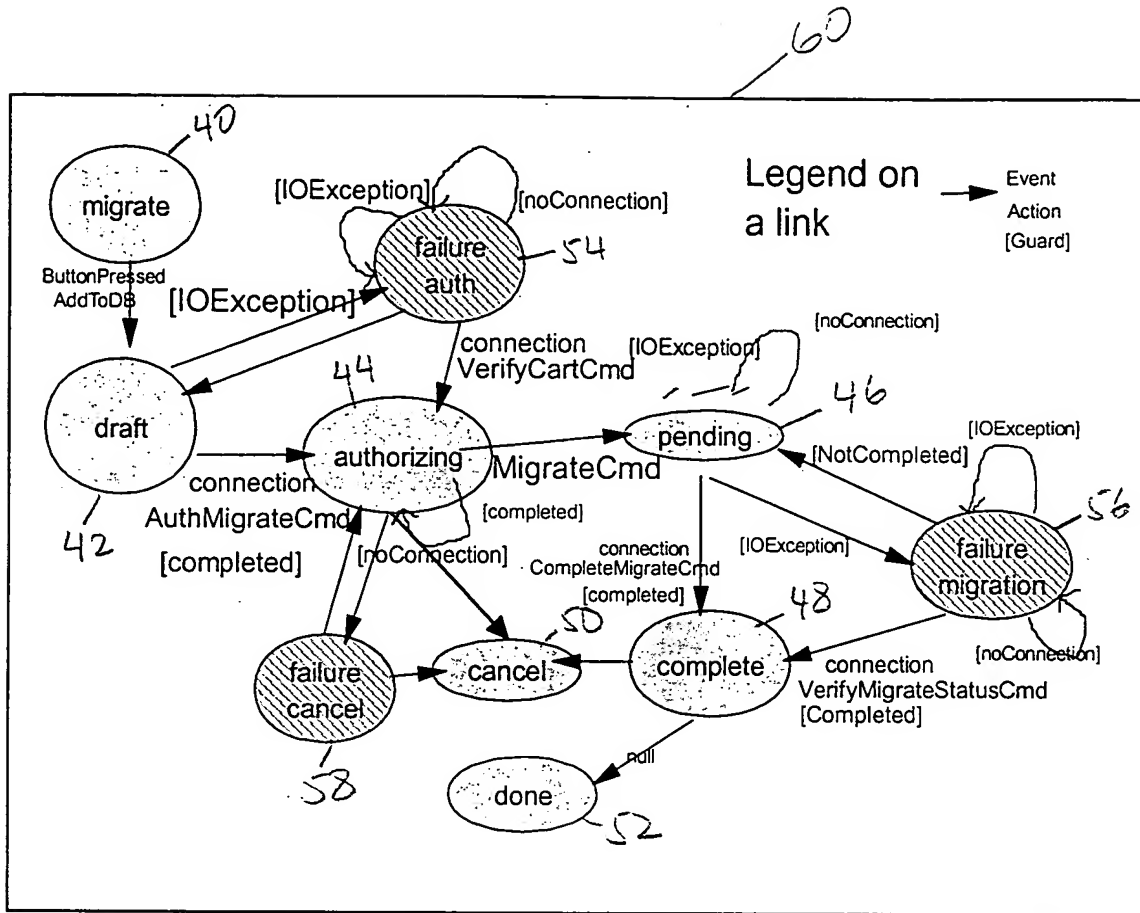 60
40
migrate
[IOException]
[noConnection]
Legend on
a link
Event
Action
[Guard]
failure
auth
54
ButtonPressed
AddToDB
[IOException]
connection
VerifyCartCmd
[IOException]
[noConnection]
44
46
draft
authorizing
MigrateCmd
pending
[IOException]
[NotCompleted]
connection
AuthMigrateCmd
[completed]
42
[completed]
[noConnection]
connection
CompleteMigrateCmd
[completed]
[IOException]
56
failure
migration
[noConnection]
48
50
failure
cancel
cancel
complete
connection
VerifyMigrateStatusCmd
[Completed]
58
null
done
52